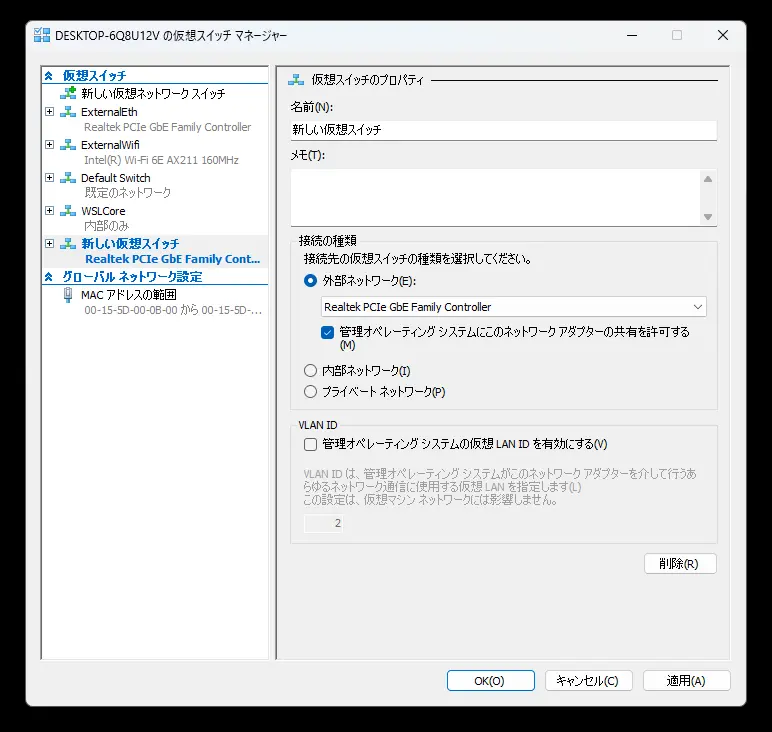 DESKTOP-6Q8U12V の仮想スイッチ マネージャー
仮想スイッチ
新しい仮想ネットワーク スイッチ
ExternalEth
Realtek PCIe GbE Family Controller
ExternalWifi
Intel(R) Wi-Fi 6E AX211 160MHz
Default Switch
既定のネットワーク
WSLCore
内部のみ
新しい仮想スイッチ
Realtek PCIe GbE Family Cont...
グローバル ネットワーク設定
MAC アドレスの範囲
00-15-5D-00-0B-00 から 00-15-5D-...
仮想スイッチのプロパティ
名前(N):
新しい仮想スイッチ
メモ(T):
接続の種類
接続先の仮想スイッチの種類を選択してください。
外部ネットワーク(E):
Realtek PCIe GbE Family Controller
管理オペレーティング システムにこのネットワーク アダプターの共有を許可する
(M)
内部ネットワーク(I)
プライベート ネットワーク(P)
VLAN ID
管理オペレーティング システムの仮想 LAN ID を有効にする(V)
VLAN ID は、管理オペレーティング システムがこのネットワーク アダプターを介して行うあ
らゆるネットワーク通信に使用する仮想 LAN を指定します(L)
この設定は、仮想マシン ネットワークには影響しません。
2
削除(R)
OK(O)
キャンセル(C)
適用(A)